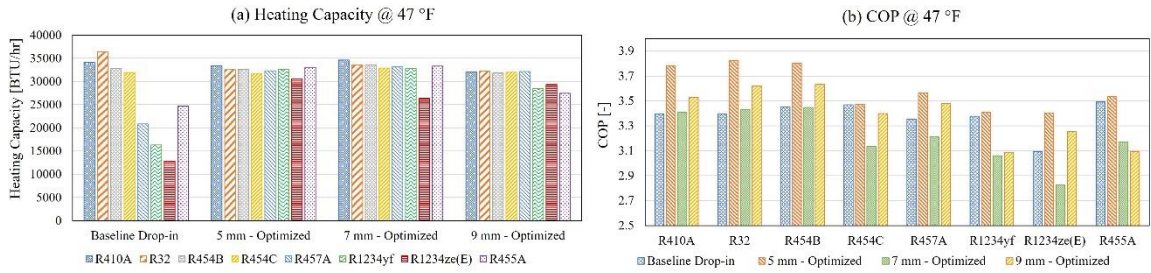 (a) Heating Capacity @ 47 °F
Heating Capacity [BTU/hr]
40000
35000
30000
25000
20000
15000
10000
5000
0
Baseline Drop-in 5 mm - Optimized 7 mm - Optimized 9 mm - Optimized
R410A R32 R454B R454C R457A R1234yf R1234ze(E) R455A
(b) COP @ 47 °F
COP [-]
3.9
3.7
3.5
3.3
3.1
2.9
2.7
2.5
R410A R32 R454B R454C R457A R1234yf R1234ze(E) R455A
Baseline Drop-in 5 mm - Optimized 7 mm - Optimized 9 mm - Optimized